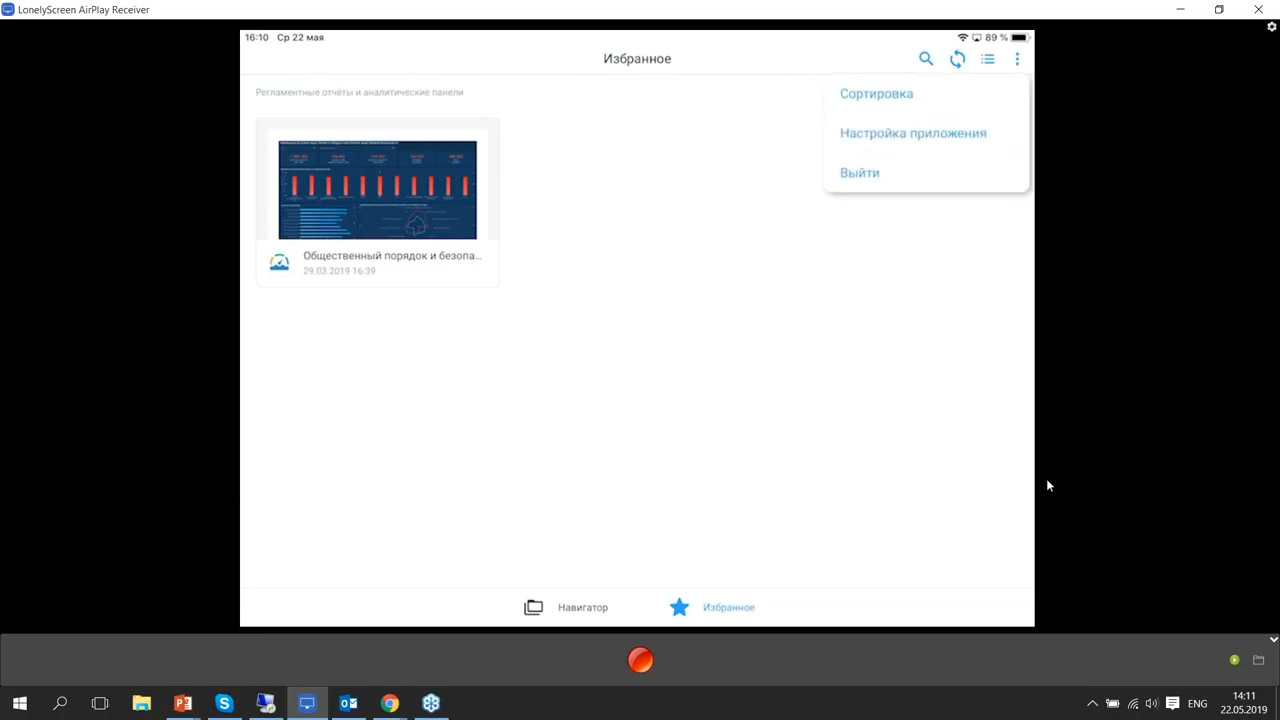 LonelyScreen AirPlay Receiver
16:10 Ср 22 мая
89 %
Избранное
Сортировка
Настройка приложения
Выйти
Регламентные отчёты и аналитические панели
Общественный порядок и безопа...
29.03.2019 16:39
Навигатор
Избранное
ENG
14:11
22.05.2019